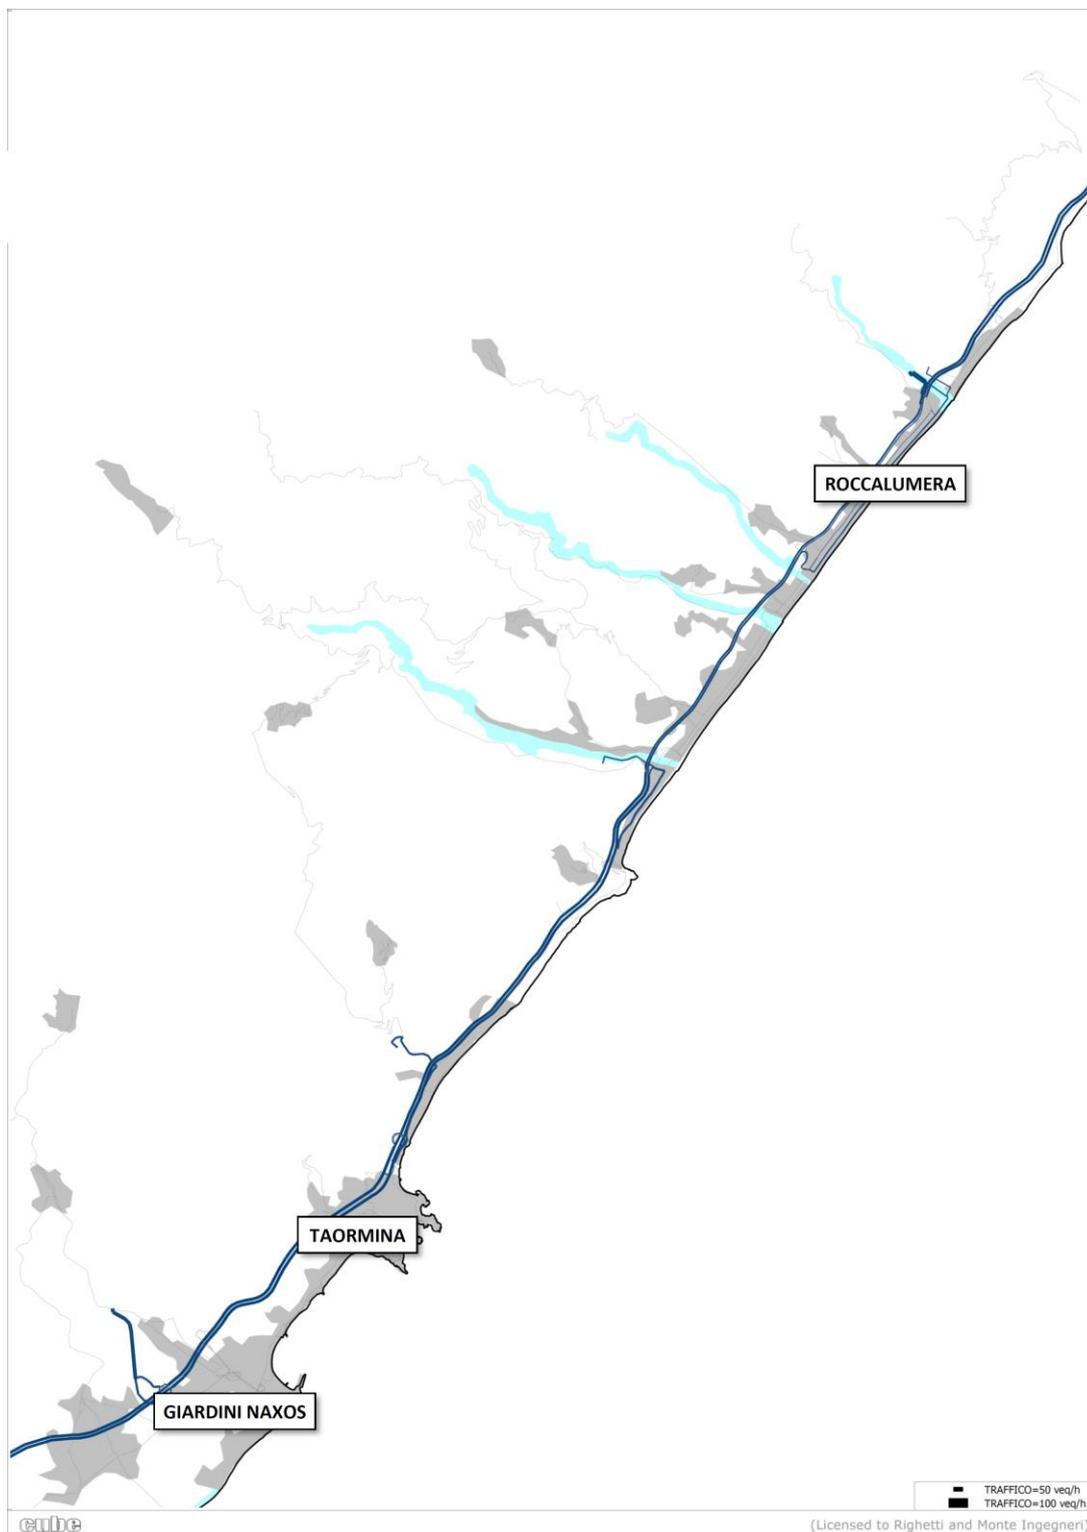 ROCCALUMERA
TAORMINA
GIARDINI NAXOS
TRAFFICO=50 veq/h
TRAFFICO=100 veq/h
cube
(Licensed to Righetti and Monte Ingegneri)